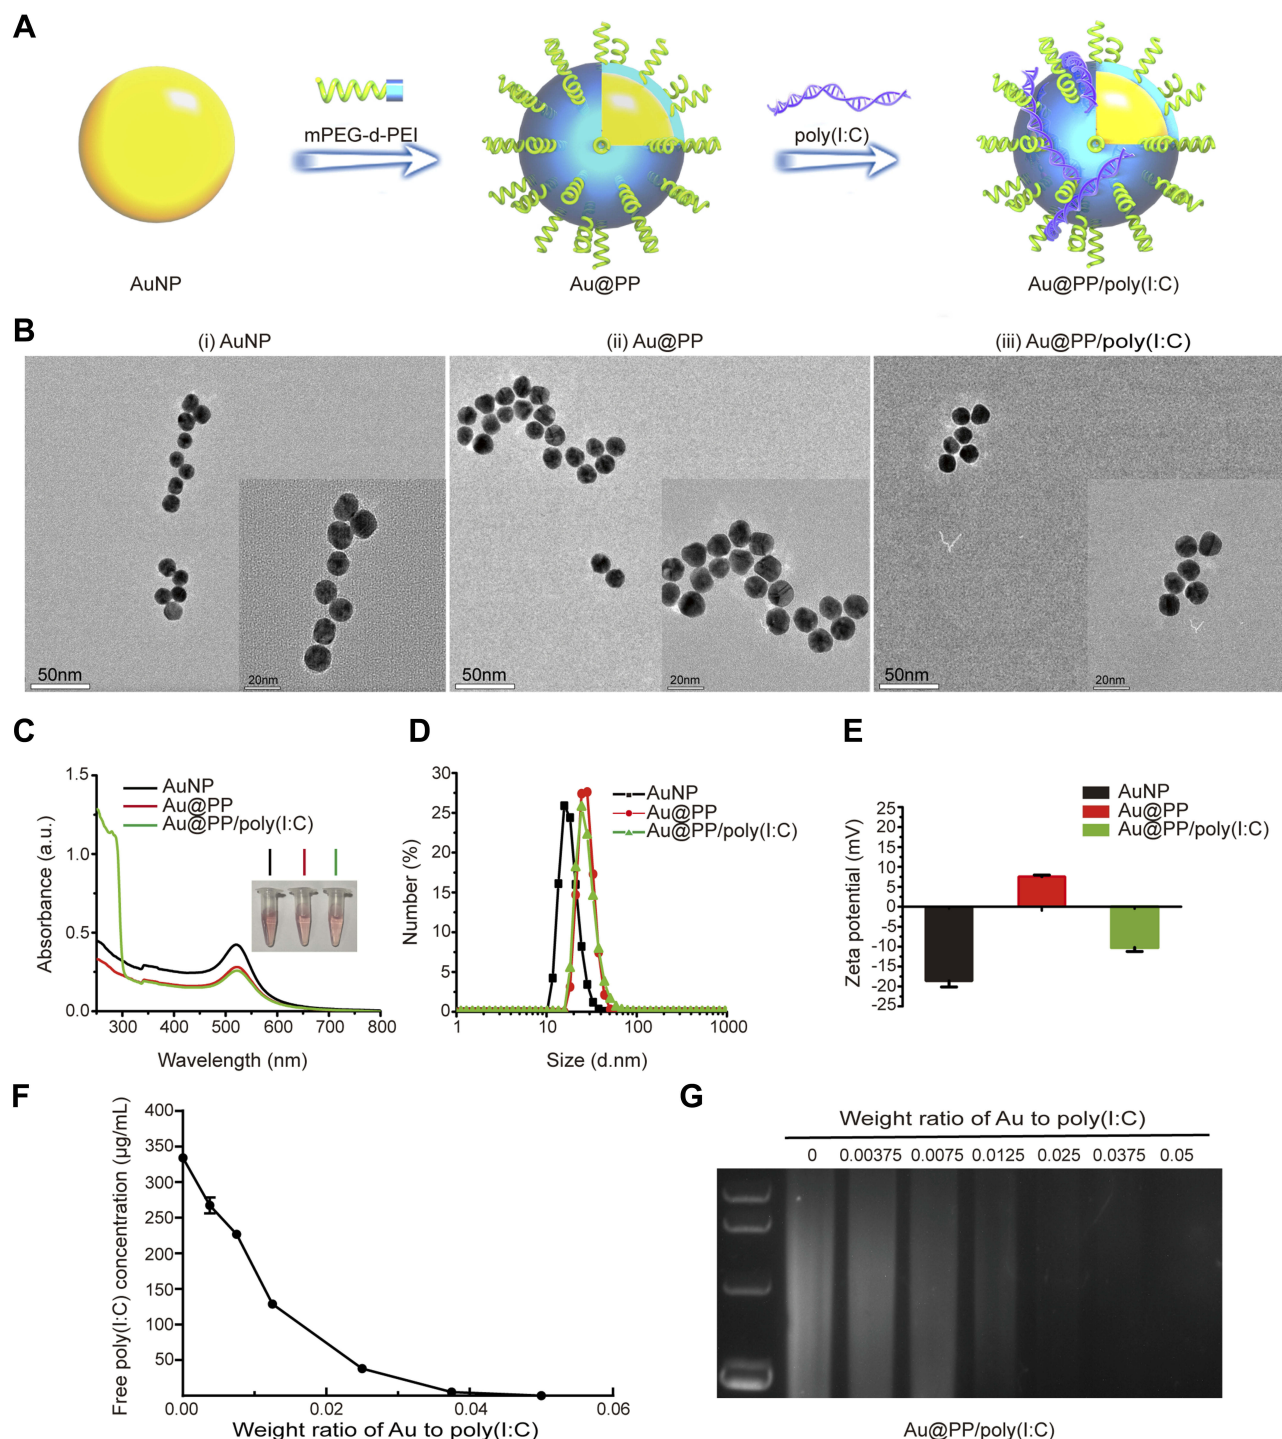 A
mPEG-d-PEI
poly(I:C)
AuNP
Au@PP
Au@PP/poly(I:C)
B
(i) AuNP
(ii) Au@PP
(iii) Au@PP/poly(I:C)
50nm
20nm
50nm
20nm
50nm
20nm
C
Absorbance (a.u.)
1.5
1.0
0.5
0.0
AuNP
Au@PP
Au@PP/poly(I:C)
300 400 500 600 700 800
Wavelength (nm)
D
Number (%)
30
25
20
15
10
5
0
AuNP
Au@PP
Au@PP/poly(I:C)
1 10 100 1000
Size (d.nm)
E
Zeta potential (mV)
25
20
15
10
5
0
-5
-10
-15
-20
-25
AuNP
Au@PP
Au@PP/poly(I:C)
F
Free poly(I:C) concentration (μg/mL)
400
350
300
250
200
150
100
50
0.00 0.02 0.04 0.06
Weight ratio of Au to poly(I:C)
G
Weight ratio of Au to poly(I:C)
0 0.00375 0.0075 0.0125 0.025 0.0375 0.05
Au@PP/poly(I:C)